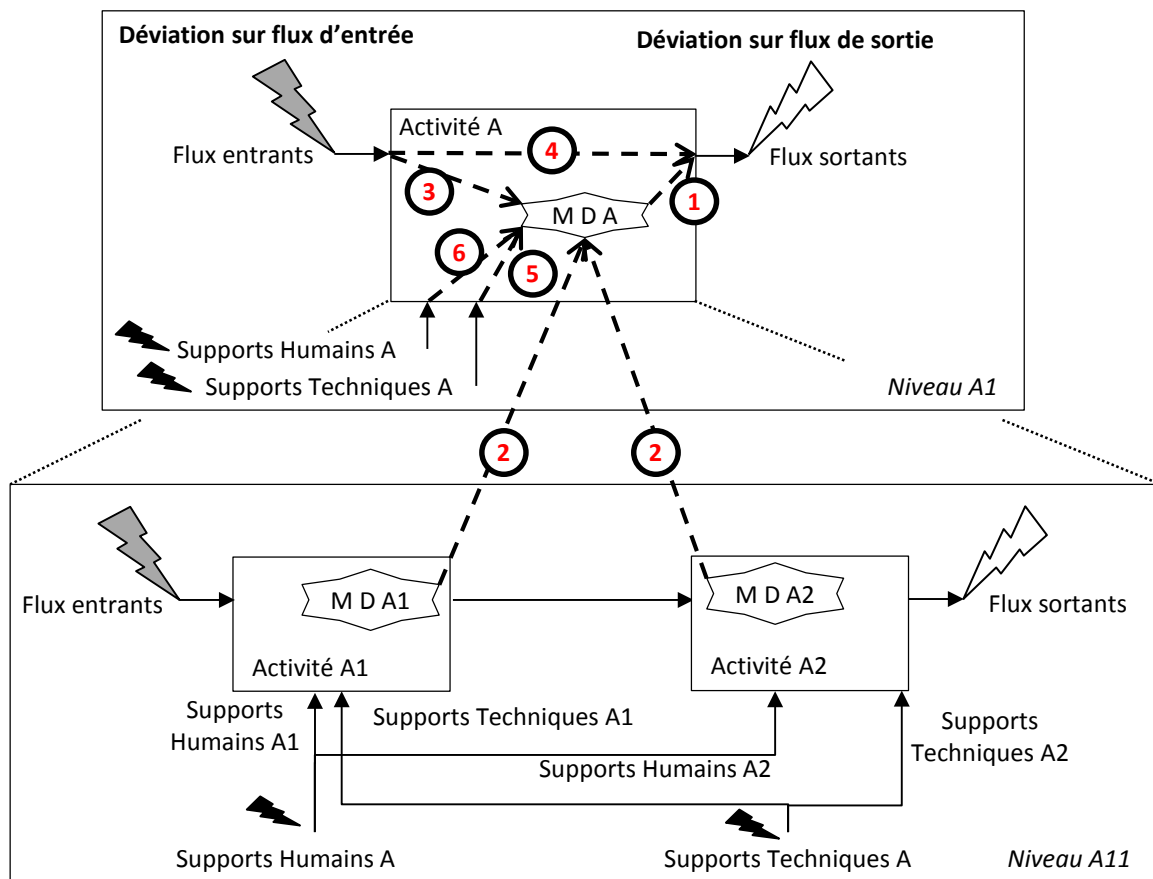 Déviation sur flux d'entrée
Déviation sur flux de sortie
Activité A
Flux entrants
4
Flux sortants
3
1
M D A
6
5
Supports Humains A
Supports Techniques A
Niveau A1
2
2
M D A1
M D A2
Flux entrants
Flux sortants
Activité A1
Activité A2
Supports
Humains A1
Supports Techniques A1
Supports
Techniques A2
Supports Humains A2
Supports Humains A
Supports Techniques A
Niveau A11